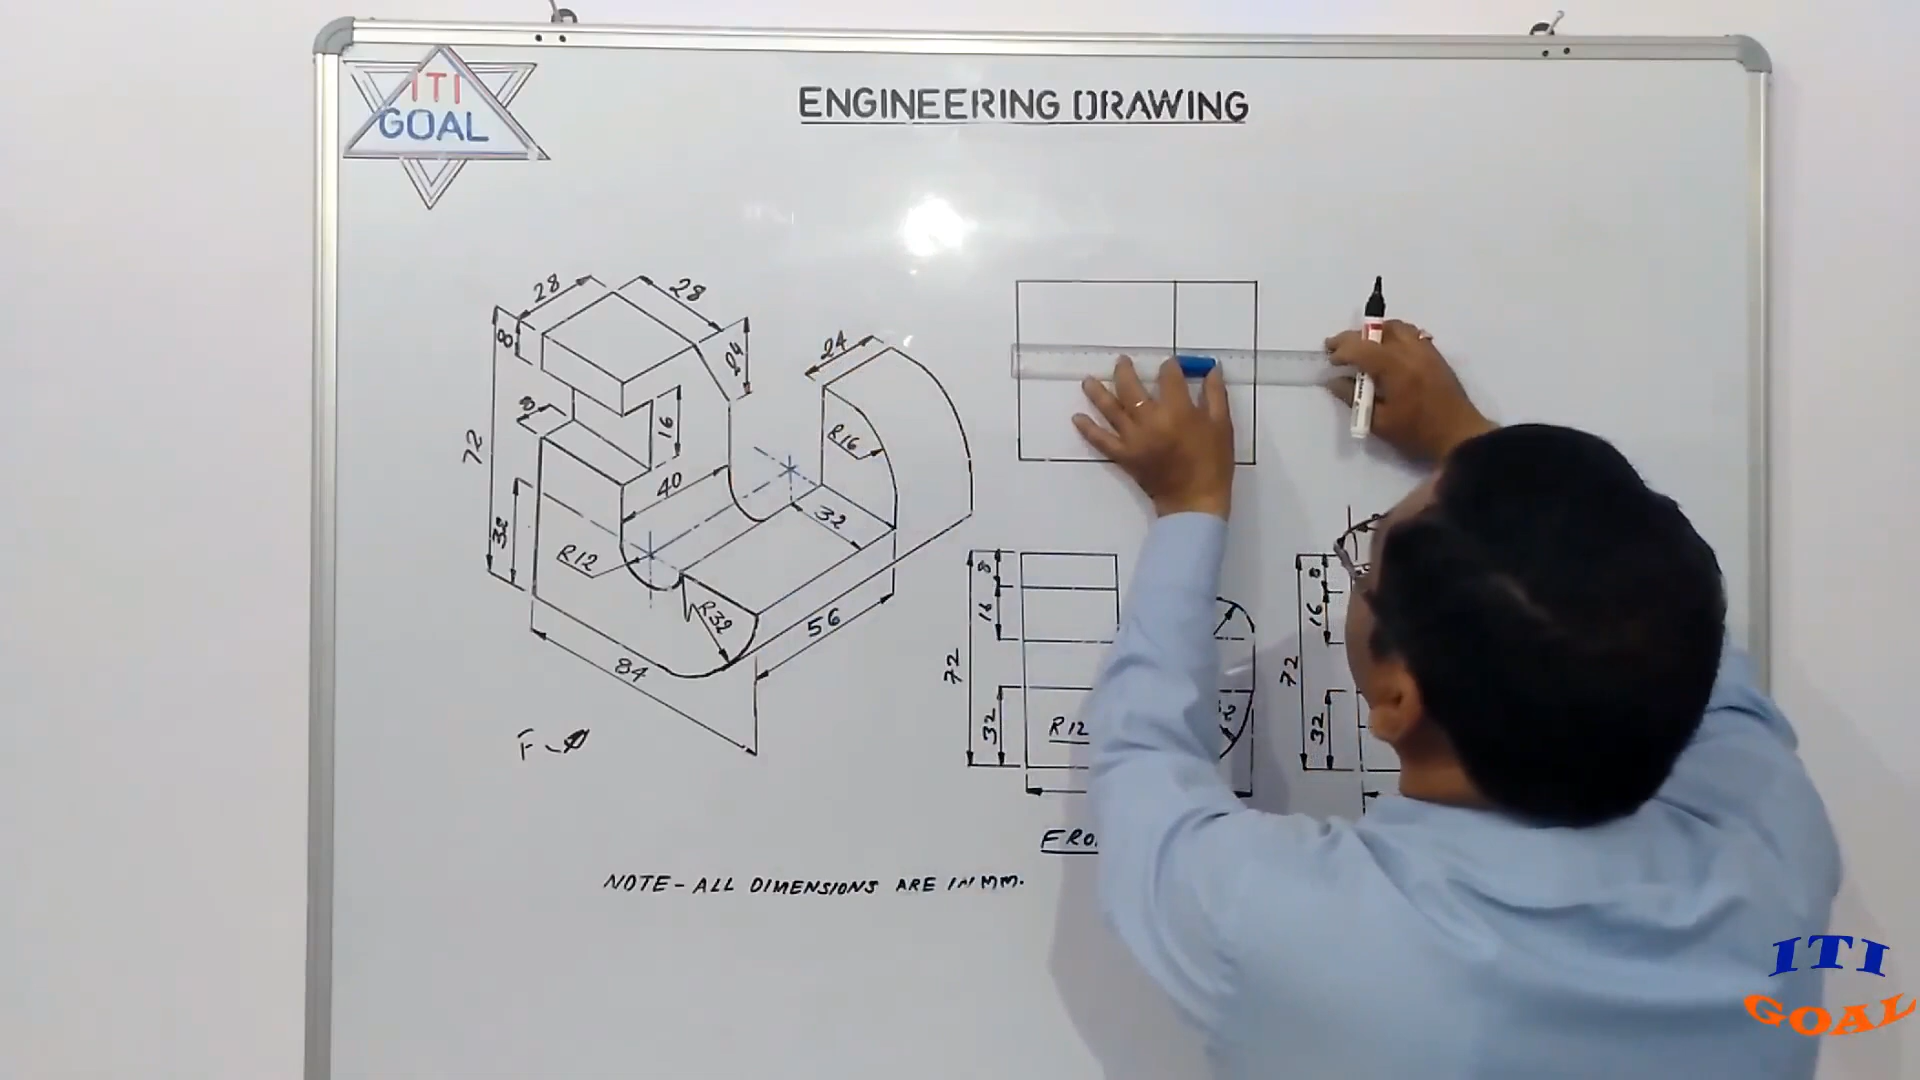 ITI
GOAL
ENGINEERING DRAWING
28
28
8
24
24
8
16
R16
72
40
32
32
R12
R32
56
84
F-
8
16
72
32
R12
8
16
72
32
FRO
NOTE - ALL DIMENSIONS ARE IN MM.
ITI
GOAL